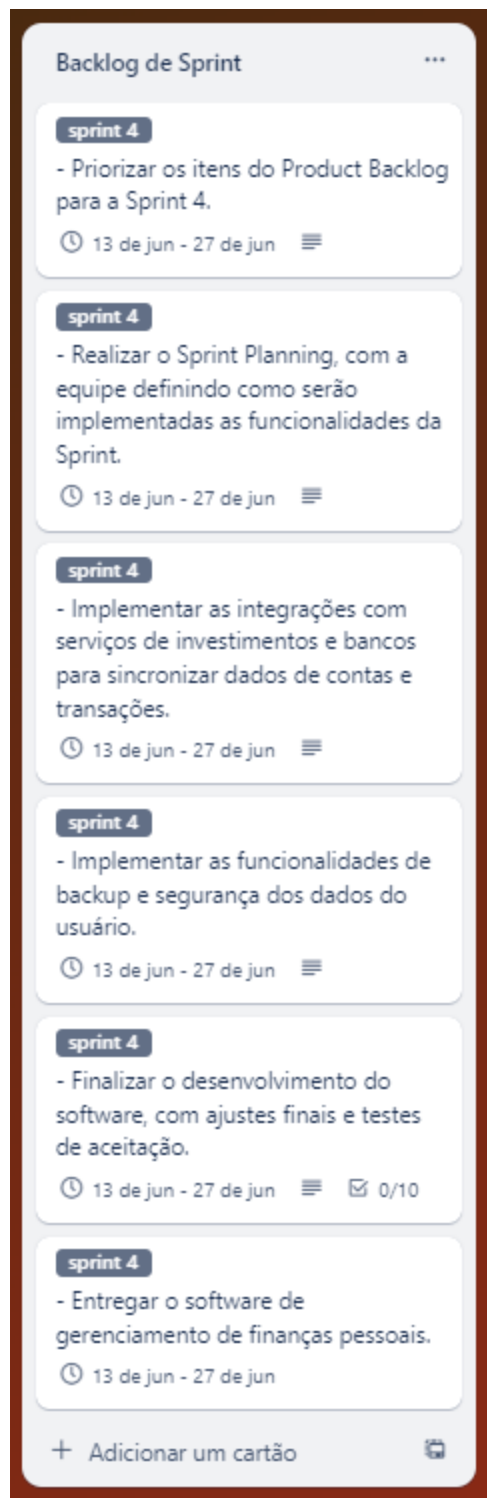 Backlog de Sprint
sprint 4
- Priorizar os itens do Product Backlog
para a Sprint 4.
13 de jun - 27 de jun
sprint 4
- Realizar o Sprint Planning, com a
equipe definindo como serão
implementadas as funcionalidades da
Sprint.
13 de jun - 27 de jun
sprint 4
- Implementar as integrações com
serviços de investimentos e bancos
para sincronizar dados de contas e
transações.
13 de jun - 27 de jun
sprint 4
- Implementar as funcionalidades de
backup e segurança dos dados do
usuário.
13 de jun - 27 de jun
sprint 4
- Finalizar o desenvolvimento do
software, com ajustes finais e testes
de aceitação.
13 de jun - 27 de jun 0/10
sprint 4
- Entregar o software de
gerenciamento de finanças pessoais.
13 de jun - 27 de jun
+ Adicionar um cartão